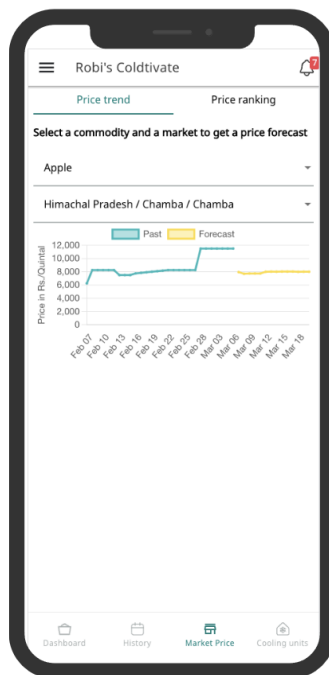 Robi's Coldtivate
7
Price trend
Price ranking
Select a commodity and a market to get a price forecast
Apple
Himachal Pradesh / Chamba / Chamba
Past
Forecast
Price in Rs./Quintal
12,000
10,000
8,000
6,000
4,000
2,000
0
Feb 07
Feb 10
Feb 13
Feb 16
Feb 19
Feb 22
Feb 25
Feb 28
Mar 03
Mar 06
Mar 09
Mar 12
Mar 15
Mar 18
Dashboard
History
Market Price
Cooling units